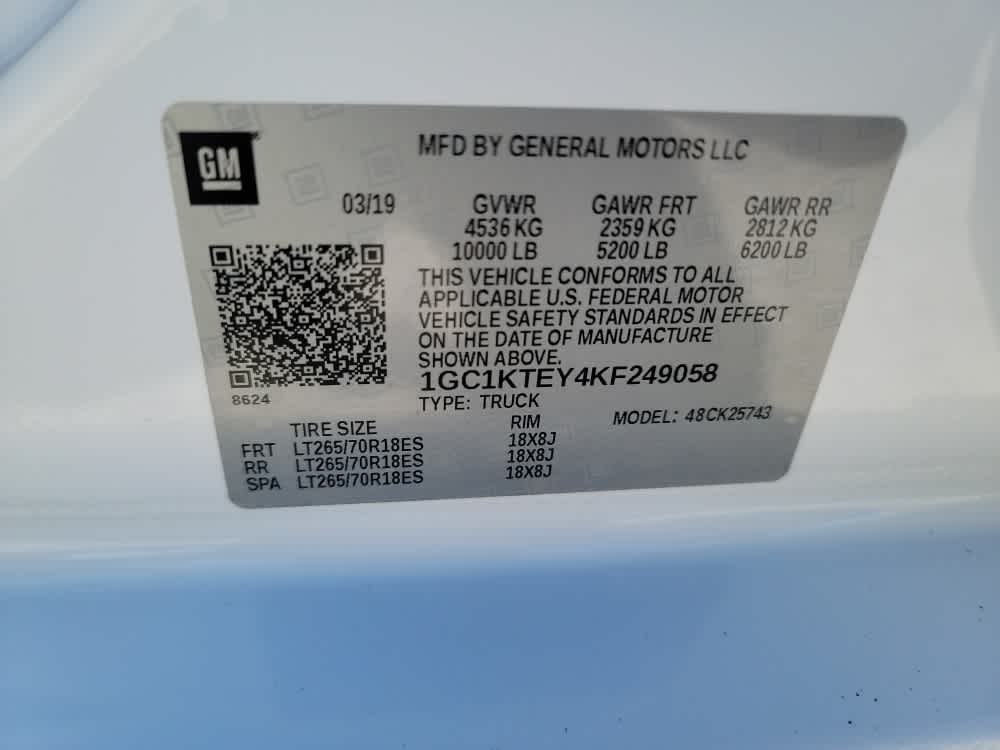 GM
MFD BY GENERAL MOTORS LLC
03/19 GVWR GAWR FRT GAWR RR
4536 KG 2359 KG 2812 KG
10000 LB 5200 LB 6200 LB
THIS VEHICLE CONFORMS TO ALL
APPLICABLE U.S. FEDERAL MOTOR
VEHICLE SAFETY STANDARDS IN EFFECT
ON THE DATE OF MANUFACTURE
SHOWN ABOVE.
1GC1KTEY4KF249058
8624
TYPE: TRUCK MODEL: 48CK25743
TIRE SIZE RIM
FRT LT265/70R18ES 18X8J
RR LT265/70R18ES 18X8J
SPA LT265/70R18ES 18X8J